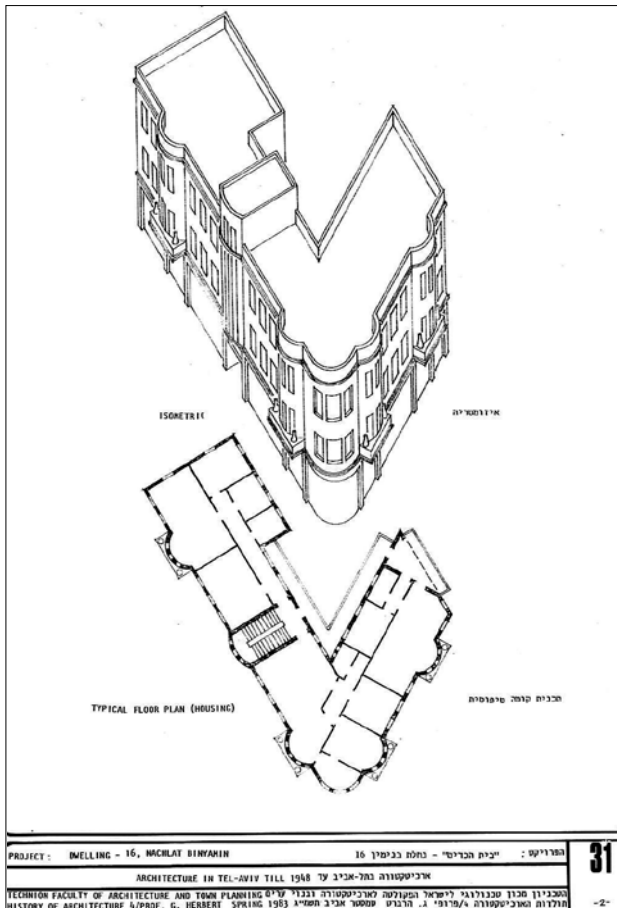 ISOMETRIC
איזומטריה
TYPICAL FLOOR PLAN (HOUSING)
תכנית קומה טיפוסית
PROJECT: DWELLING - 16, NACHLAT BINYAMIN
הפרוייקט: "בית הכדים" - נחלת בנימין 16
ארכיטקטורה בתל-אביב עד 1948 ARCHITECTURE IN TEL-AVIV TILL
TECHNION FACULTY OF ARCHITECTURE AND TOWN PLANNING הטכניון מכון טכנולוגי לישראל הפקולטה לארכיטקטורה ובנוי ערים
HISTORY OF ARCHITECTURE 4/PROF. G. HERBERT SPRING 1983 תולדות הארכיטקטורה 4/פרופ' ג. הרברט סמסטר אביב תשמ"ג
31
-2-